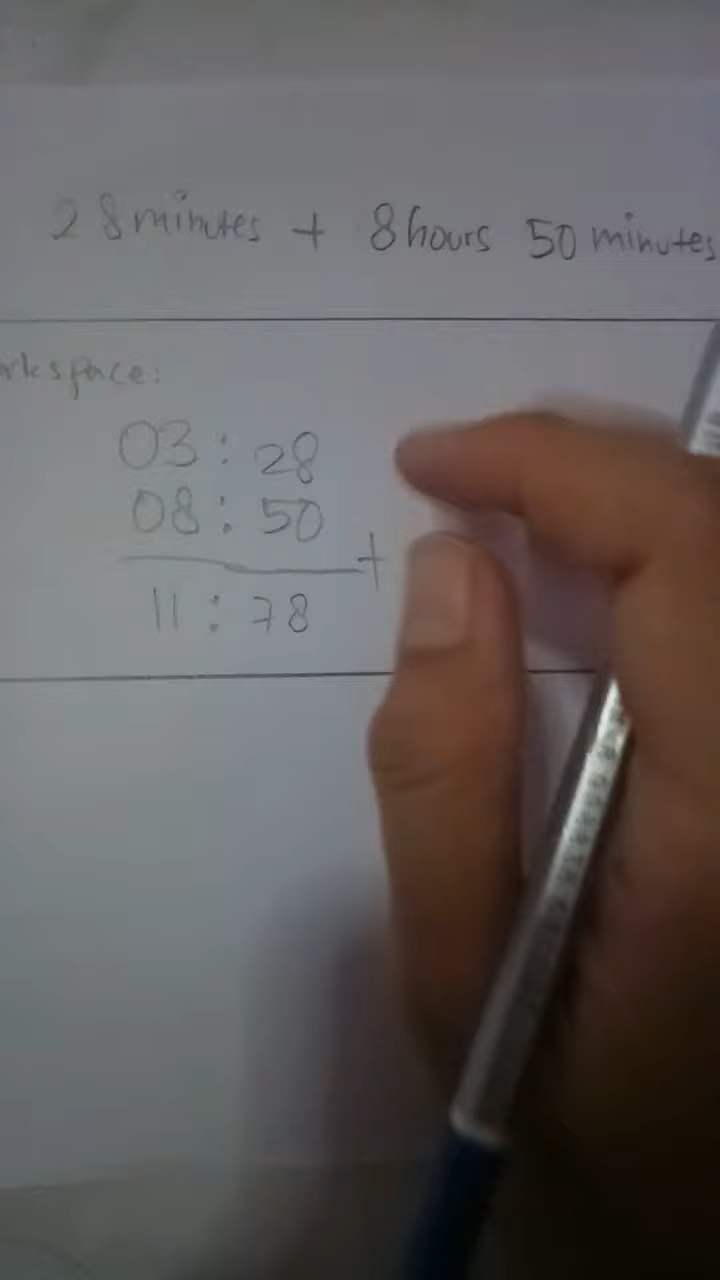 28 minutes + 8 hours 50 minutes
rkspace:
03 : 28
08 : 50
+
11 : 78